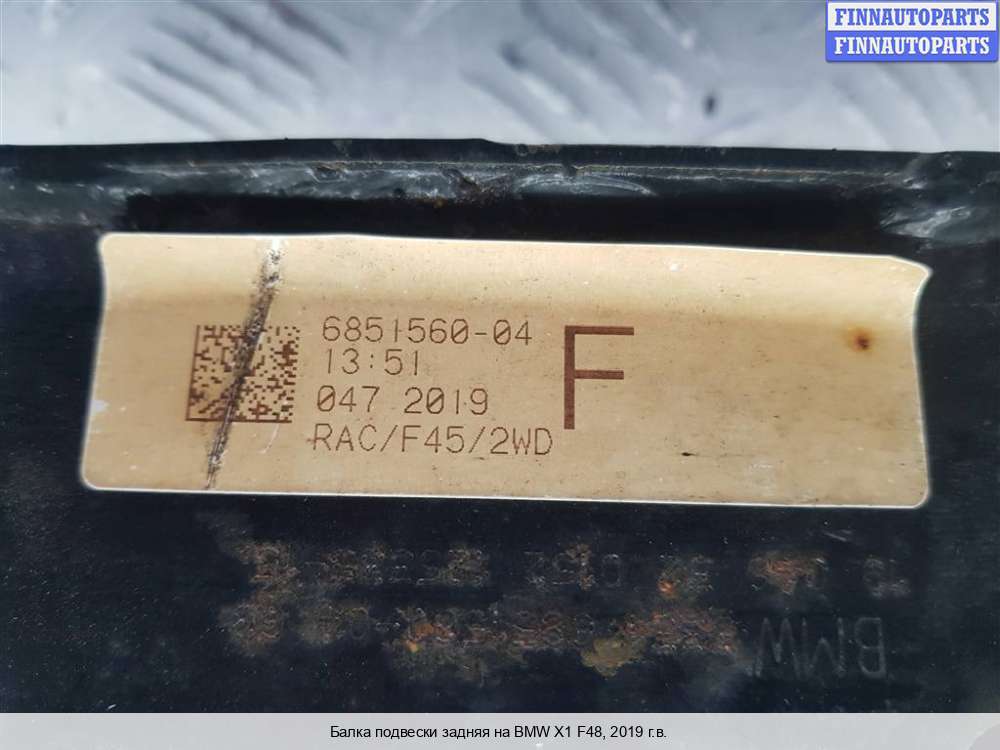 FINNAUTOPARTS
FINNAUTOPARTS
6851560-04
13:51
047 2019
RAC/F45/2WD
F
BMW
Балка подвески задняя на BMW X1 F48, 2019 г.в.